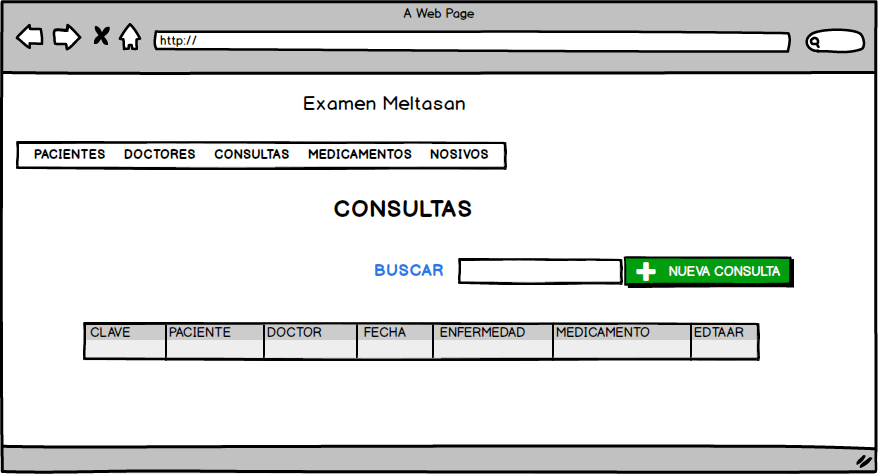 A Web Page
http://
Examen Meltasan
PACIENTES DOCTORES CONSULTAS MEDICAMENTOS NOSIVOS
CONSULTAS
BUSCAR
NUEVA CONSULTA
CLAVE PACIENTE DOCTOR FECHA ENFERMEDAD MEDICAMENTO EDTAAR